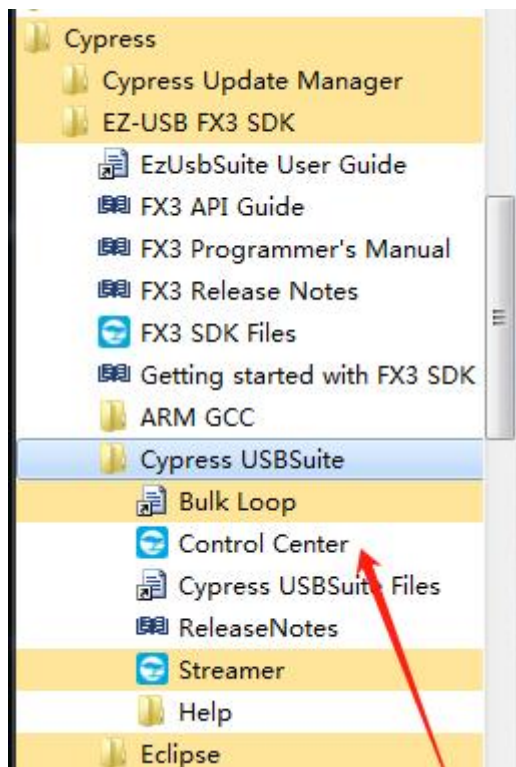 Cypress
Cypress Update Manager
EZ-USB FX3 SDK
EzUsbSuite User Guide
FX3 API Guide
FX3 Programmer's Manual
FX3 Release Notes
FX3 SDK Files
Getting started with FX3 SDK
ARM GCC
Cypress USBSuite
Bulk Loop
Control Center
Cypress USBSuite Files
ReleaseNotes
Streamer
Help
Eclipse